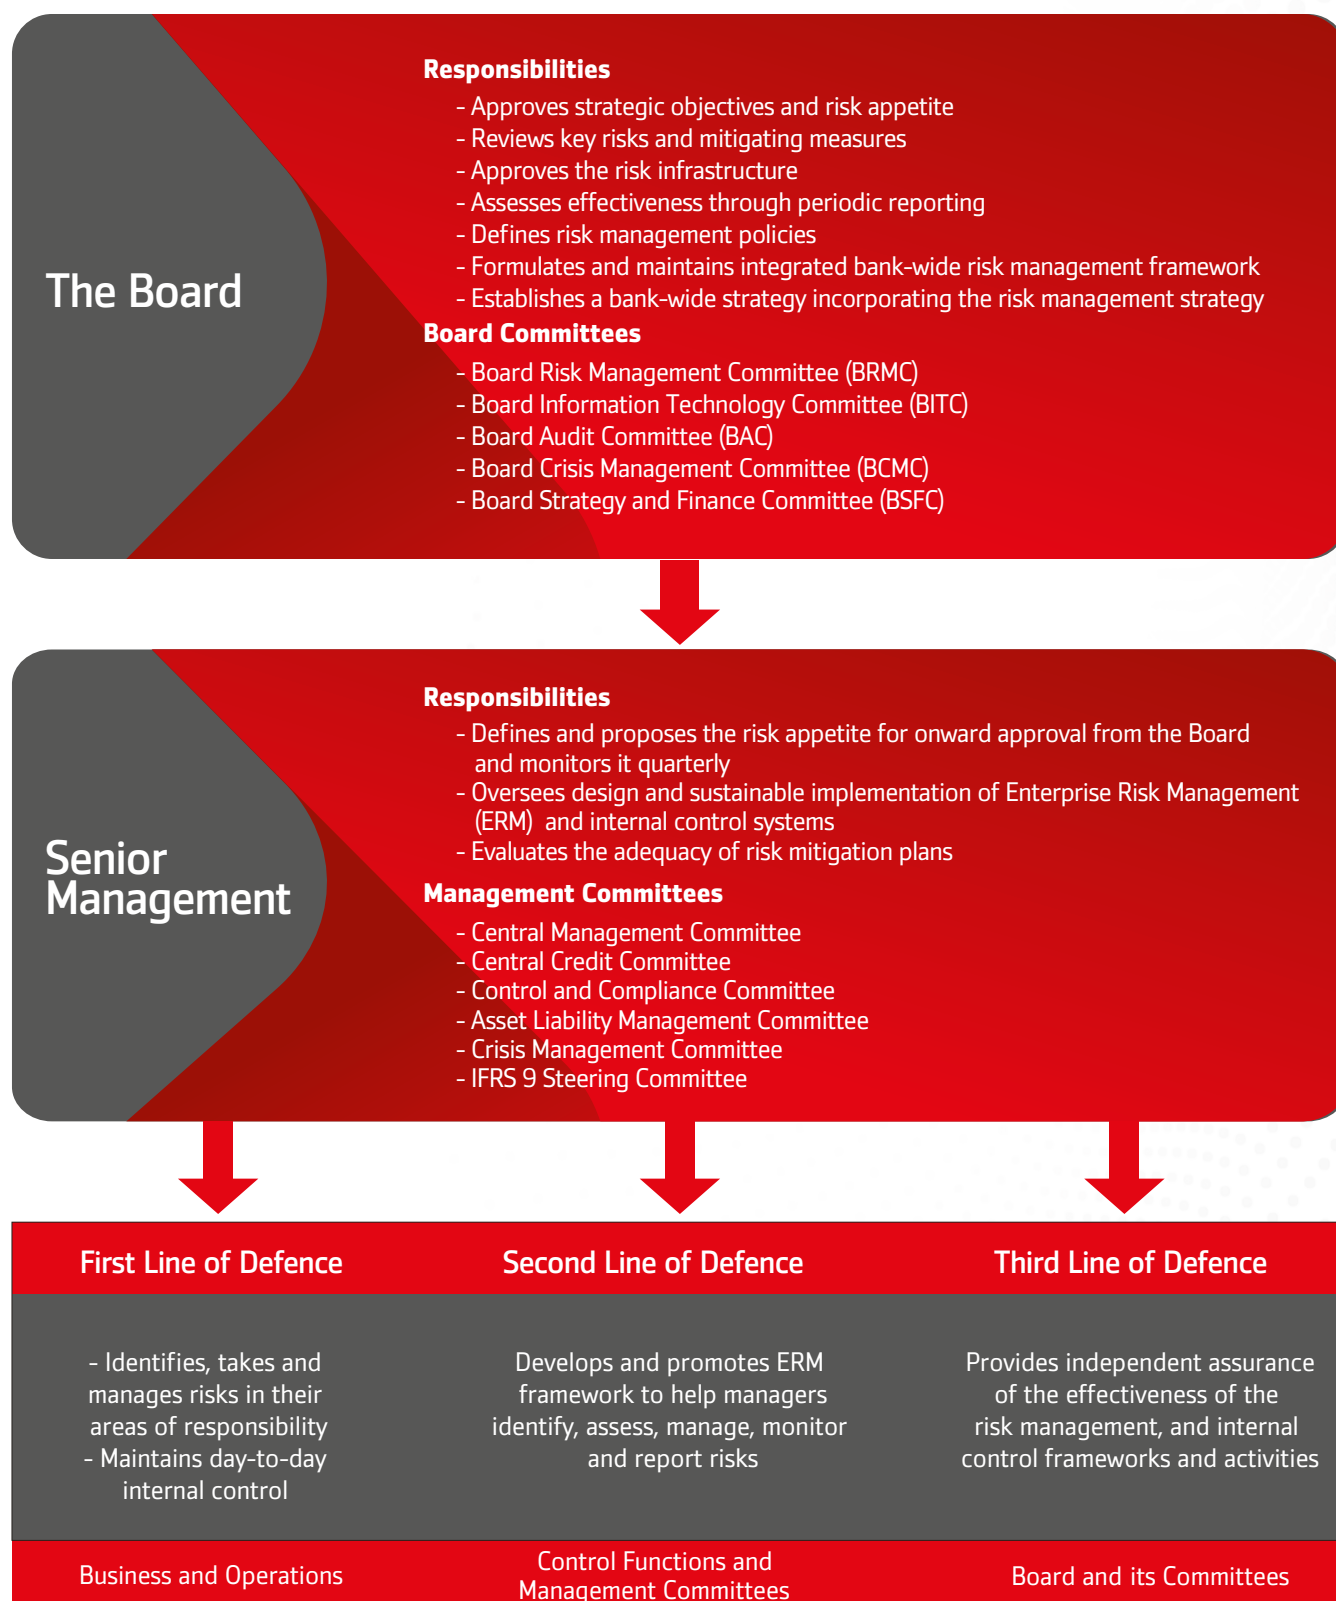 The Board
Responsibilities
- Approves strategic objectives and risk appetite
- Reviews key risks and mitigating measures
- Approves the risk infrastructure
- Assesses effectiveness through periodic reporting
- Defines risk management policies
- Formulates and maintains integrated bank-wide risk management framework
- Establishes a bank-wide strategy incorporating the risk management strategy
Board Committees
- Board Risk Management Committee (BRMC)
- Board Information Technology Committee (BITC)
- Board Audit Committee (BAC)
- Board Crisis Management Committee (BCMC)
- Board Strategy and Finance Committee (BSFC)
Senior
Management
Responsibilities
- Defines and proposes the risk appetite for onward approval from the Board
and monitors it quarterly
- Oversees design and sustainable implementation of Enterprise Risk Management
(ERM) and internal control systems
- Evaluates the adequacy of risk mitigation plans
Management Committees
- Central Management Committee
- Central Credit Committee
- Control and Compliance Committee
- Asset Liability Management Committee
- Crisis Management Committee
- IFRS 9 Steering Committee
First Line of Defence
- Identifies, takes and
manages risks in their
areas of responsibility
- Maintains day-to-day
internal control
Business and Operations
Second Line of Defence
Develops and promotes ERM
framework to help managers
identify, assess, manage, monitor
and report risks
Control Functions and
Management Committees
Third Line of Defence
Provides independent assurance
of the effectiveness of the
risk management, and internal
control frameworks and activities
Board and its Committees